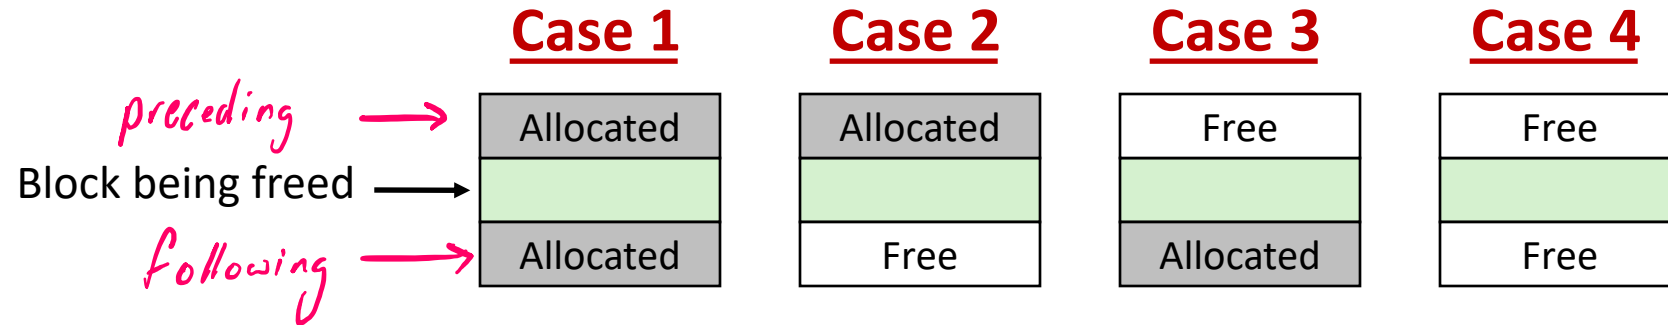 Case 1 Case 2 Case 3 Case 4
preceding Allocated Allocated Free Free
Block being freed
following Allocated Free Allocated Free